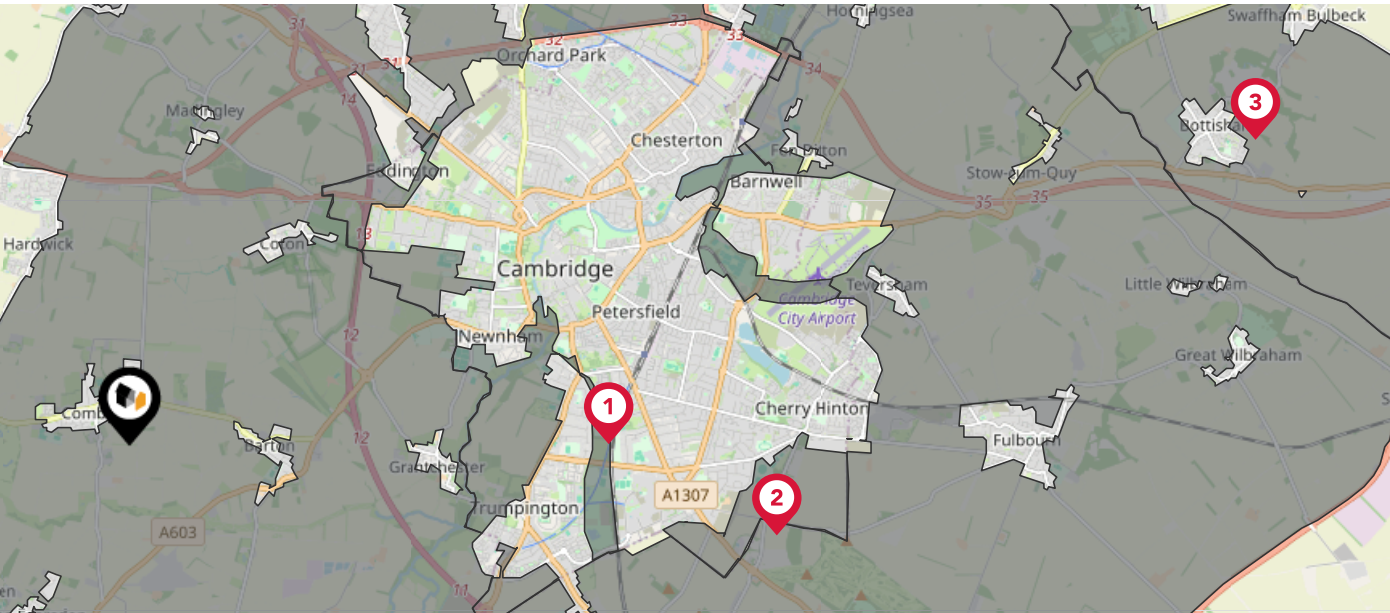 Horningsea
Swaffham Bulbeck
31
33
33
32
Orchard Park
31
31
34
14
Madingley
3
Chesterton
Fen Ditton
Eddington
Barnwell
Stow-cum-Quy
35
35
13
Hardwick
Coton
Cambridge
Teversham
Little Wilbraham
Cambridge
City Airport
Petersfield
12
Newnham
Great Wilbraham
1
Cherry Hinton
Barton
12
Fulbourn
Grantchester
2
A1307
Trumpington
A603
11